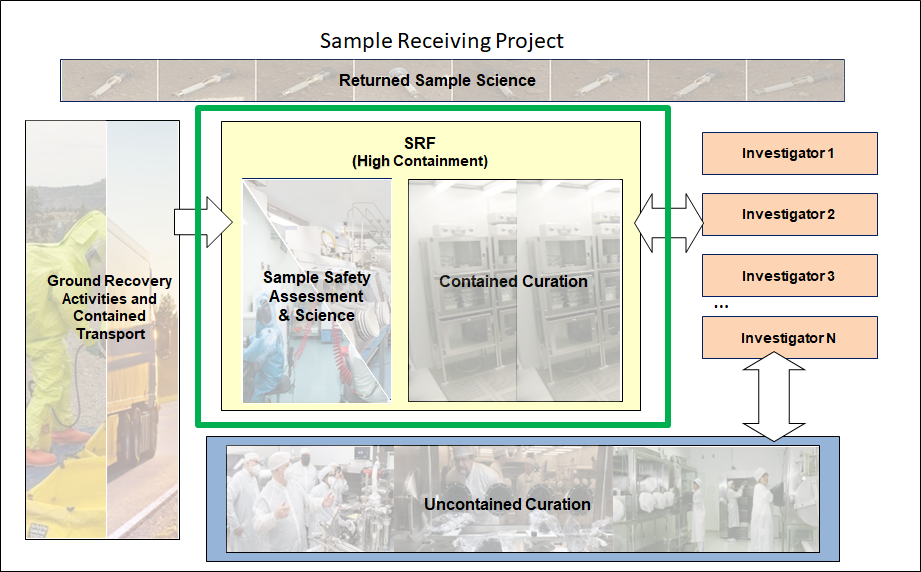 Sample Receiving Project
Returned Sample Science
SRF
(High Containment)
Sample Safety
Assessment
& Science
Contained Curation
Ground Recovery
Activities and
Contained
Transport
Investigator 1
Investigator 2
Investigator 3
...
Investigator N
Uncontained Curation